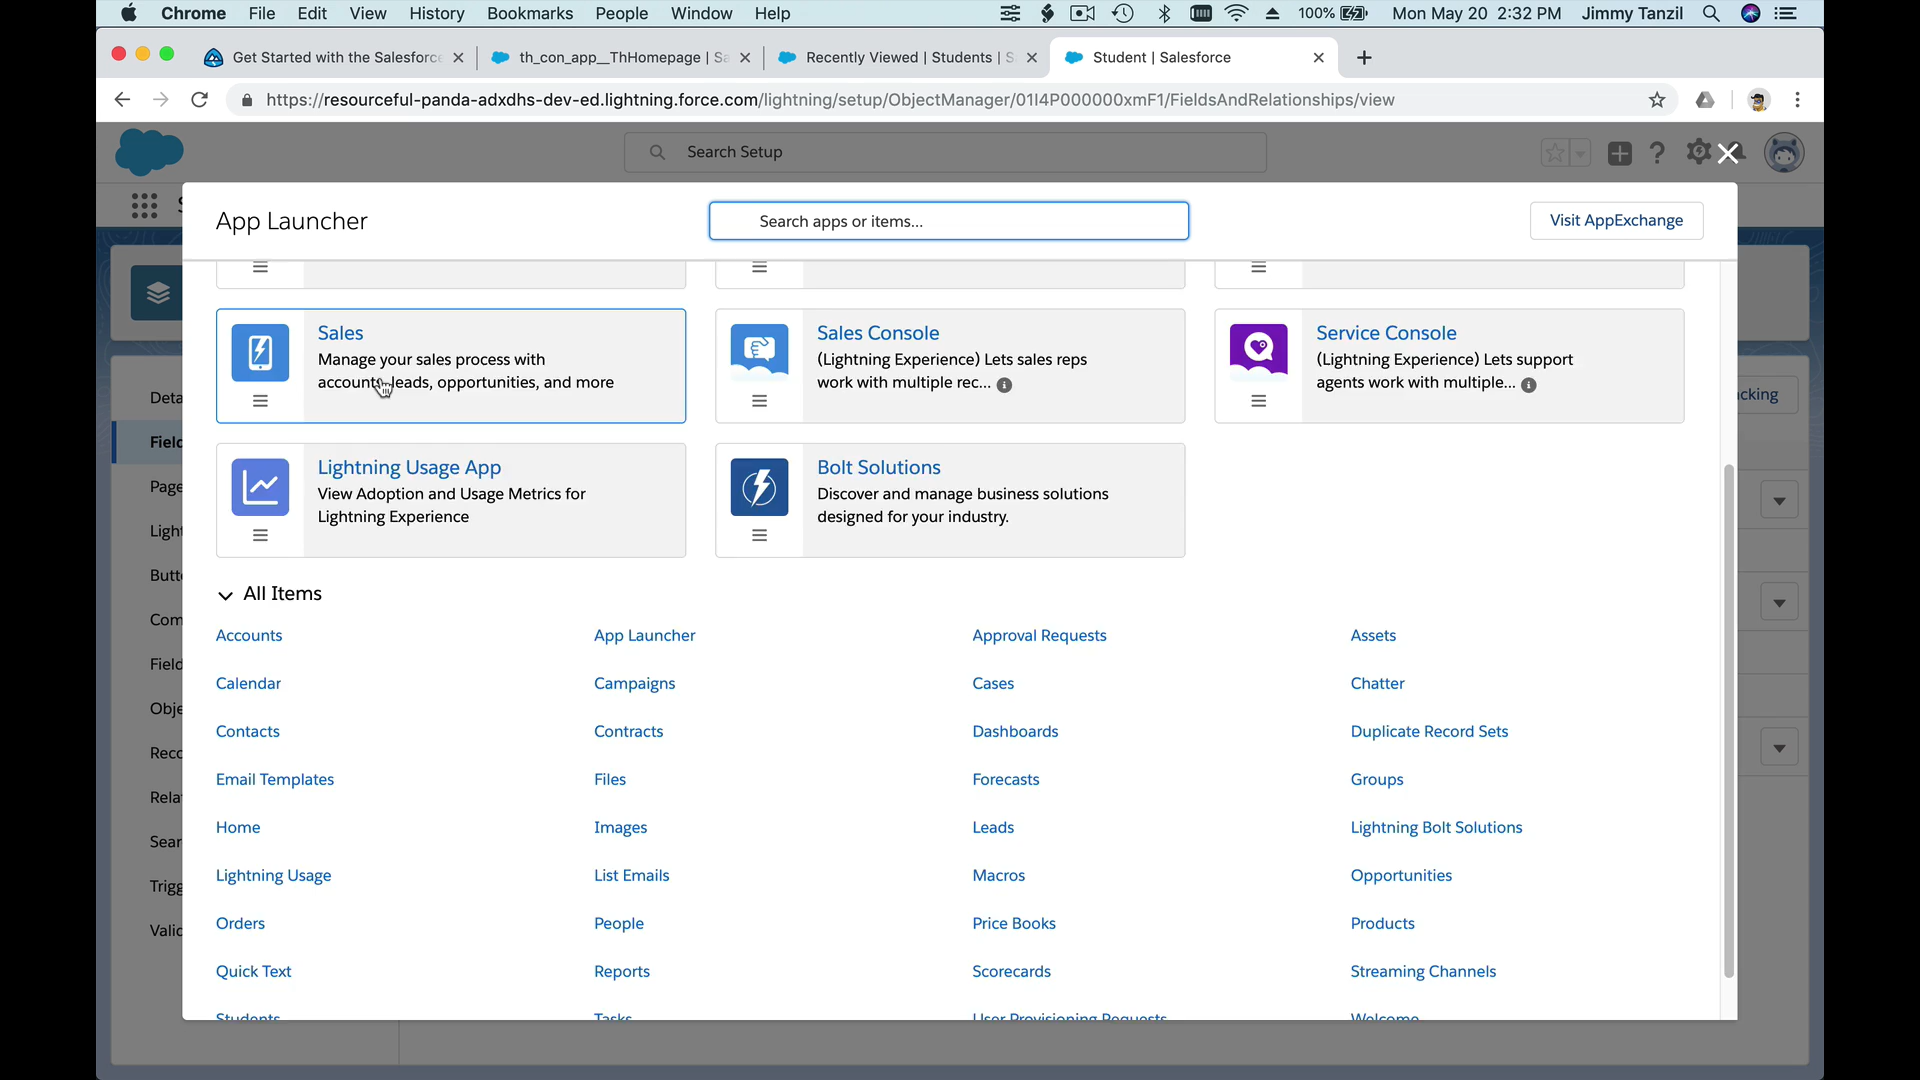 Chrome File Edit View History Bookmarks People Window Help 100% Mon May 20 2:32 PM Jimmy Tanzil
Get Started with the Salesforce
th_con_app__ThHomepage | Sa
Recently Viewed | Students | S
Student | Salesforce
https://resourceful-panda-adxdhs-dev-ed.lightning.force.com/lightning/setup/ObjectManager/01I4P000000xmF1/FieldsAndRelationships/view
Search Setup
App Launcher
Search apps or items...
Visit AppExchange
Sales
Manage your sales process with
accounts, leads, opportunities, and more
Sales Console
(Lightning Experience) Lets sales reps
work with multiple rec...
Service Console
(Lightning Experience) Lets support
agents work with multiple...
Lightning Usage App
View Adoption and Usage Metrics for
Lightning Experience
Bolt Solutions
Discover and manage business solutions
designed for your industry.
All Items
Accounts App Launcher Approval Requests Assets
Calendar Campaigns Cases Chatter
Contacts Contracts Dashboards Duplicate Record Sets
Email Templates Files Forecasts Groups
Home Images Leads Lightning Bolt Solutions
Lightning Usage List Emails Macros Opportunities
Orders People Price Books Products
Quick Text Reports Scorecards Streaming Channels
Students Tasks User Provisioning Requests Welcome
Deta
Field
Page
Light
Butt
Com
Field
Obje
Reco
Rela
Sear
Trigg
Valid
cking